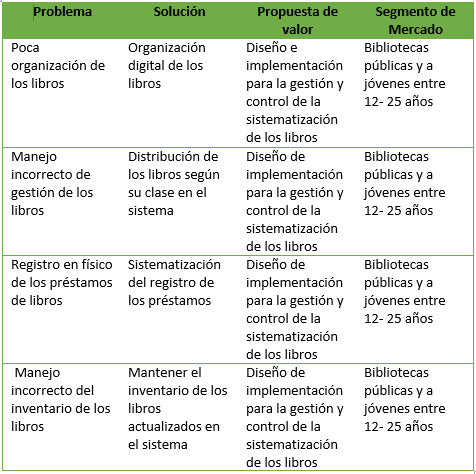 Problema
Solución
Propuesta de
valor
Segmento de
Mercado
Poca
organización de
los libros
Organización
digital de los
libros
Diseño e
implementación
para la gestión y
control de la
sistematización
de los libros
Bibliotecas
públicas y a
jóvenes entre
12- 25 años
Manejo
incorrecto de
gestión de los
libros
Distribución de
los libros según
su clase en el
sistema
Diseño de
implementación
para la gestión y
control de la
sistematización
de los libros
Bibliotecas
públicas y a
jóvenes entre
12- 25 años
Registro en físico
de los préstamos
de libros
Sistematización
del registro de
los préstamos
Diseño de
implementación
para la gestión y
control de la
sistematización
de los libros
Bibliotecas
públicas y a
jóvenes entre
12- 25 años
Manejo
incorrecto del
inventario de los
libros
Mantener el
inventario de los
libros
actualizados en
el sistema
Diseño de
implementación
para la gestión y
control de la
sistematización
de los libros
Bibliotecas
públicas y a
jóvenes entre
12- 25 años